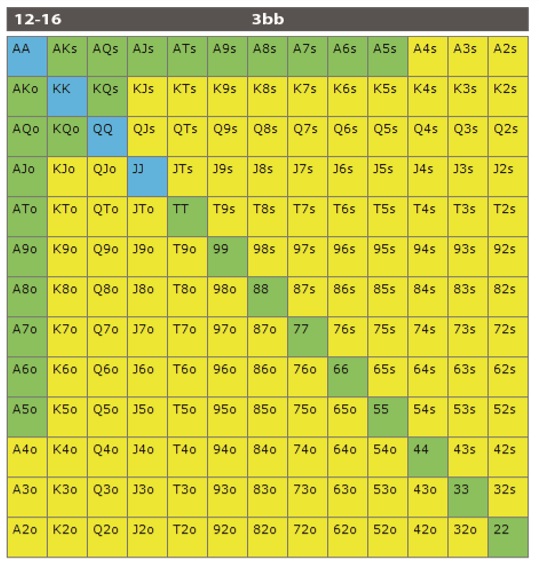 12-16 3bb
AA AKs AQs AJs ATs A9s A8s A7s A6s A5s A4s A3s A2s
AKo KK KQs KJs KTs K9s K8s K7s K6s K5s K4s K3s K2s
AQo KQo QQ QJs QTs Q9s Q8s Q7s Q6s Q5s Q4s Q3s Q2s
AJo KJo QJo JJ JTs J9s J8s J7s J6s J5s J4s J3s J2s
ATo KTo QTo JTo TT T9s T8s T7s T6s T5s T4s T3s T2s
A9o K9o Q9o J9o T9o 99 98s 97s 96s 95s 94s 93s 92s
A8o K8o Q8o J8o T8o 98o 88 87s 86s 85s 84s 83s 82s
A7o K7o Q7o J7o T7o 97o 87o 77 76s 75s 74s 73s 72s
A6o K6o Q6o J6o T6o 96o 86o 76o 66 65s 64s 63s 62s
A5o K5o Q5o J5o T5o 95o 85o 75o 65o 55 54s 53s 52s
A4o K4o Q4o J4o T4o 94o 84o 74o 64o 54o 44 43s 42s
A3o K3o Q3o J3o T3o 93o 83o 73o 63o 53o 43o 33 32s
A2o K2o Q2o J2o T2o 92o 82o 72o 62o 52o 42o 32o 22